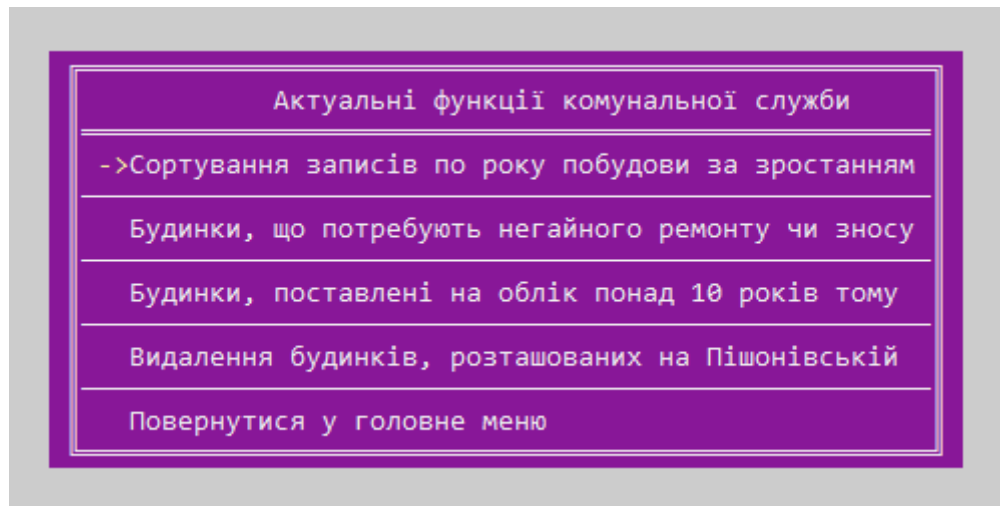 Актуальні функції комунальної служби
->Сортування записів по року побудови за зростанням
Будинки, що потребують негайного ремонту чи зносу
Будинки, поставлені на облік понад 10 років тому
Видалення будинків, розташованих на Пішонівській
Повернутися у головне меню